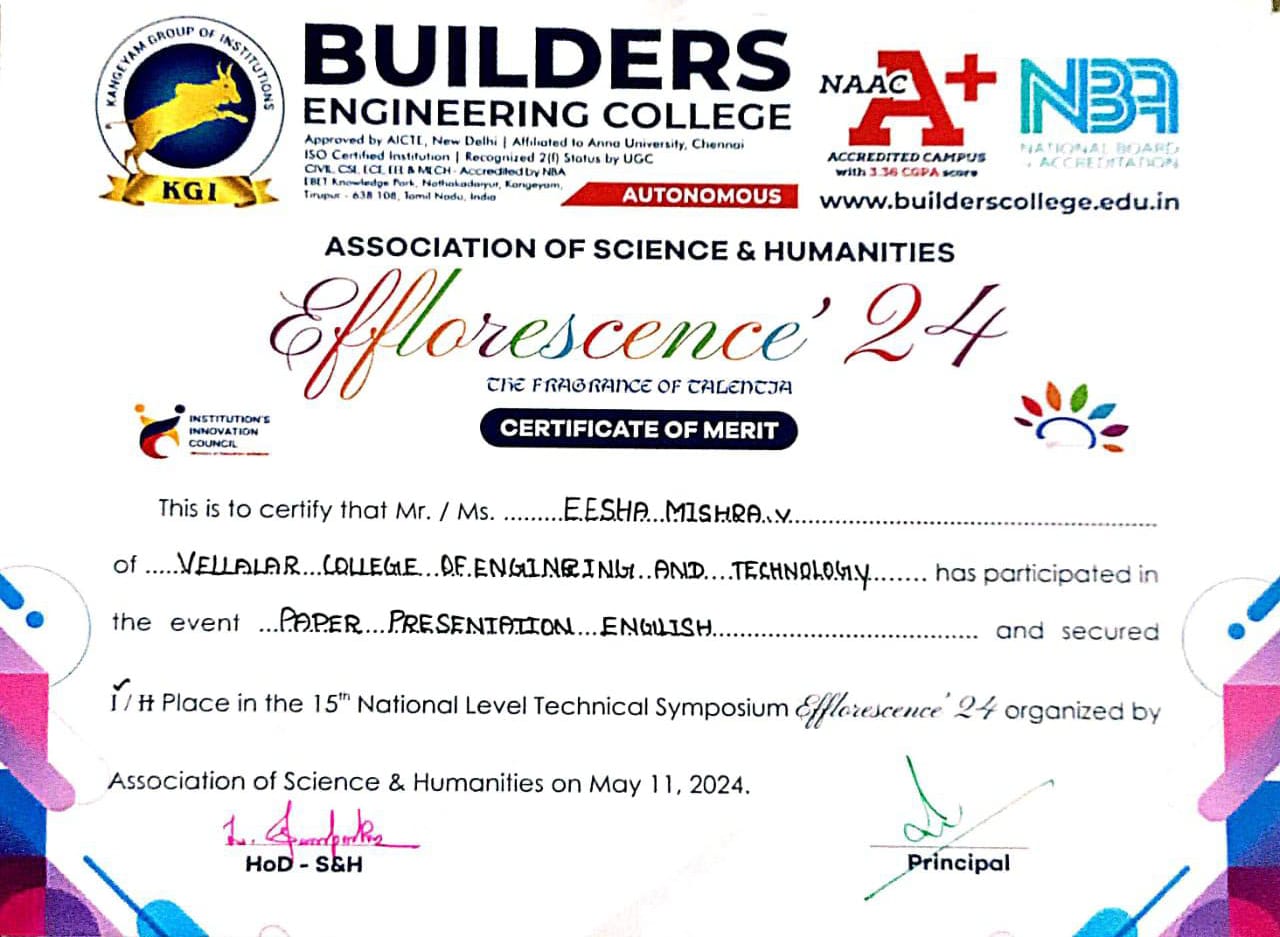 KANGEYAM GROUP OF INSTITUTIONS
KGI
BUILDERS
ENGINEERING COLLEGE
Approved by AICTE, New Delhi | Affiliated to Anna University, Chennai
ISO Certified Institution | Recognized 2(f) Status by UGC
CIVIL, CSE, ECE, EEE & MECH - Accredited by NBA
EBET Knowledge Park, Nathakadaiyur, Kangeyam,
Tirupur - 638 108, Tamil Nadu, India
AUTONOMOUS
NAAC A+
ACCREDITED CAMPUS
with 3.36 CGPA score
NBA
NATIONAL BOARD
ACCREDITATION
www.builderscollege.edu.in
ASSOCIATION OF SCIENCE & HUMANITIES
Efflorescence' 24
THE FRAGRANCE OF TALENTIA
INSTITUTION'S
INNOVATION
COUNCIL
CERTIFICATE OF MERIT
This is to certify that Mr. / Ms. .........EESHA MISHRA.V.........
of .....VELLALAR COLLEGE OF ENGINRING AND TECHNOLOGY....... has participated in
the event ...PAPER PRESENTATION ENGLISH......... and secured
I / II Place in the 15th National Level Technical Symposium Efflorescence' 24 organized by
Association of Science & Humanities on May 11, 2024.
HoD - S&H
Principal